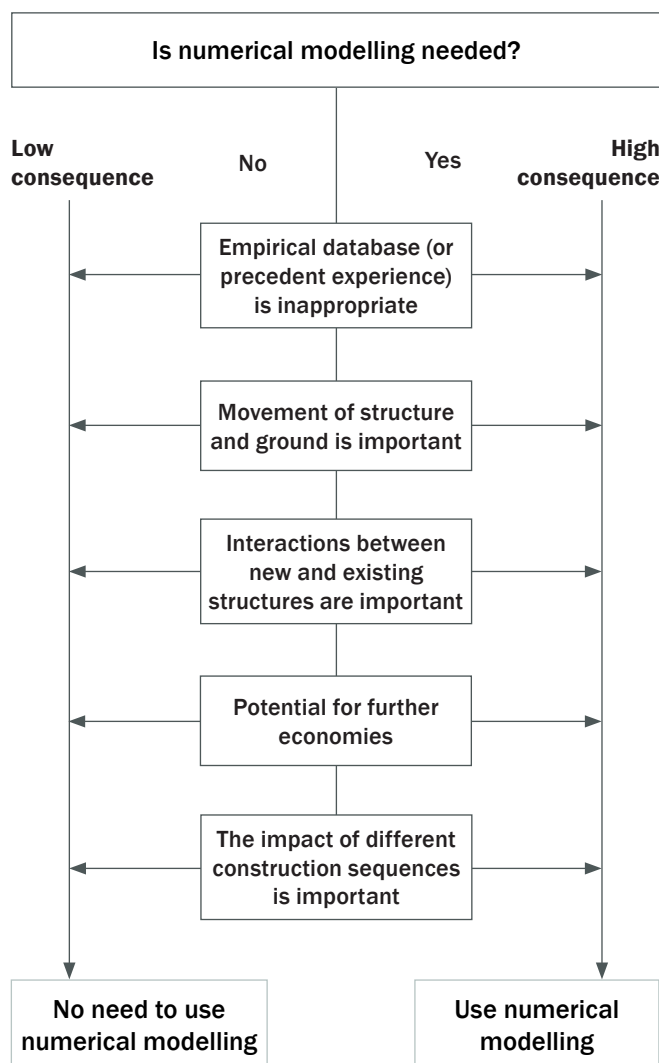 Is numerical modelling needed?
Low
consequence
No
Yes
High
consequence
Empirical database (or
precedent experience)
is inappropriate
Movement of structure
and ground is important
Interactions between
new and existing
structures are important
Potential for further
economies
The impact of different
construction sequences
is important
No need to use
numerical modelling
Use numerical
modelling